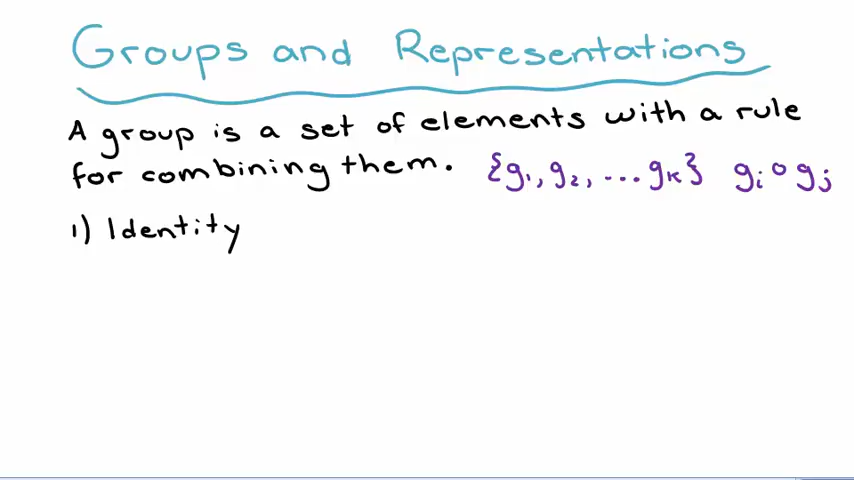 Groups and Representations
A group is a set of elements with a rule
for combining them. {g₁, g₂, ... gₖ} gᵢ ∘ gⱼ
1) Identity